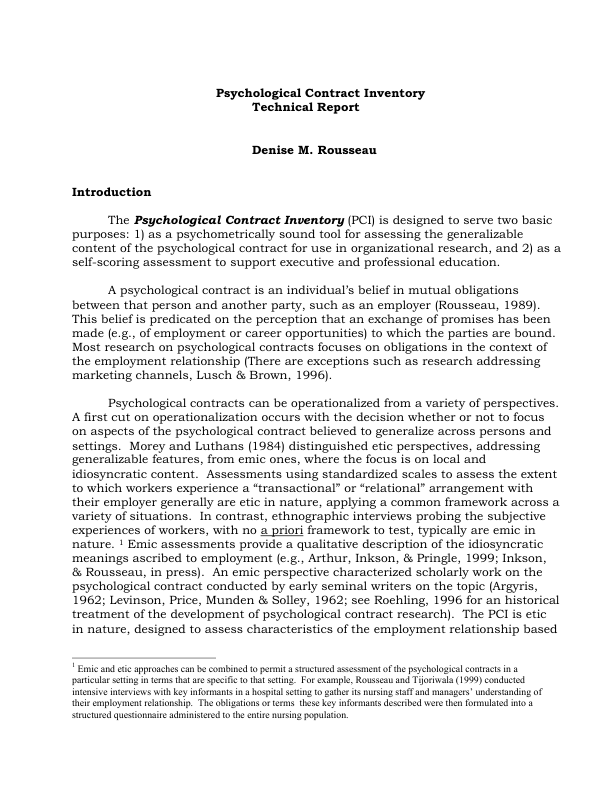 Psychological Contract Inventory
Technical Report
Denise M. Rousseau
Introduction
The Psychological Contract Inventory (PCI) is designed to serve two basic
purposes: 1) as a psychometrically sound tool for assessing the generalizable
content of the psychological contract for use in organizational research, and 2) as a
self-scoring assessment to support executive and professional education.
A psychological contract is an individual’s belief in mutual obligations
between that person and another party, such as an employer (Rousseau, 1989).
This belief is predicated on the perception that an exchange of promises has been
made (e.g., of employment or career opportunities) to which the parties are bound.
Most research on psychological contracts focuses on obligations in the context of
the employment relationship (There are exceptions such as research addressing
marketing channels, Lusch & Brown, 1996).
Psychological contracts can be operationalized from a variety of perspectives.
A first cut on operationalization occurs with the decision whether or not to focus
on aspects of the psychological contract believed to generalize across persons and
settings.  Morey and Luthans (1984) distinguished etic perspectives, addressing
generalizable features, from emic ones, where the focus is on local and
idiosyncratic content.  Assessments using standardized scales to assess the extent
to which workers experience a “transactional” or “relational” arrangement with
their employer generally are etic in nature, applying a common framework across a
variety of situations.  In contrast, ethnographic interviews probing the subjective
experiences of workers, with no a priori framework to test, typically are emic in
nature. 1 Emic assessments provide a qualitative description of the idiosyncratic
meanings ascribed to employment (e.g., Arthur, Inkson, & Pringle, 1999; Inkson,
& Rousseau, in press).  An emic perspective characterized scholarly work on the
psychological contract conducted by early seminal writers on the topic (Argyris,
1962; Levinson, Price, Munden & Solley, 1962; see Roehling, 1996 for an historical
treatment of the development of psychological contract research).  The PCI is etic
in nature, designed to assess characteristics of the employment relationship based
1 Emic and etic approaches can be combined to permit a structured assessment of the psychological contracts in a
particular setting in terms that are specific to that setting.  For example, Rousseau and Tijoriwala (1999) conducted
intensive interviews with key informants in a hospital setting to gather its nursing staff and managers’ understanding of
their employment relationship.  The obligations or terms  these key informants described were then formulated into a
structured questionnaire administered to the entire nursing population.